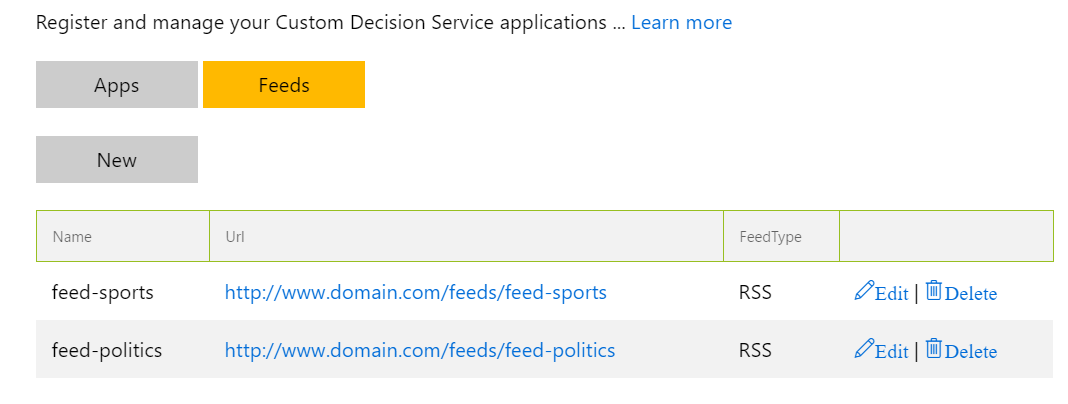 Register and manage your Custom Decision Service applications ... Learn more
Apps Feeds
New
Name Url FeedType
feed-sports http://www.domain.com/feeds/feed-sports RSS Edit | Delete
feed-politics http://www.domain.com/feeds/feed-politics RSS Edit | Delete